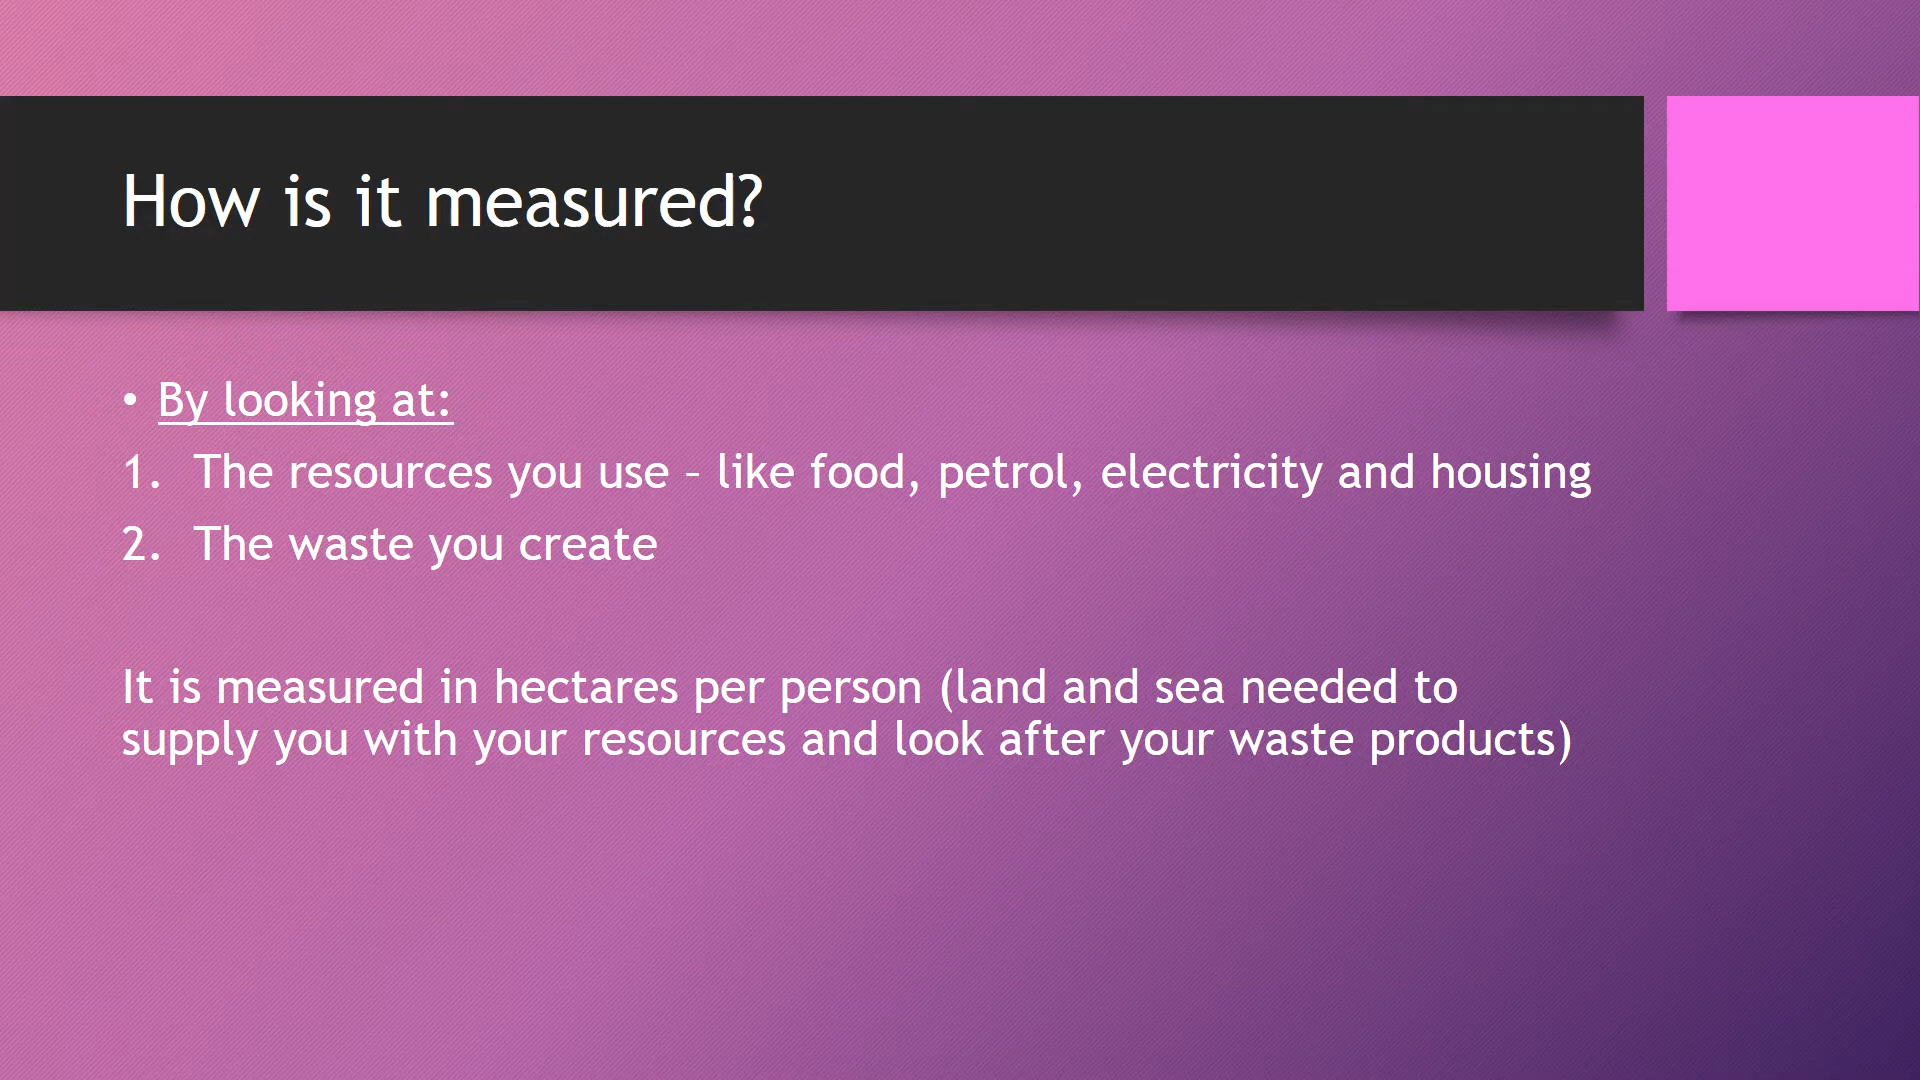 How is it measured?
• By looking at:
1. The resources you use – like food, petrol, electricity and housing
2. The waste you create
It is measured in hectares per person (land and sea needed to
supply you with your resources and look after your waste products)